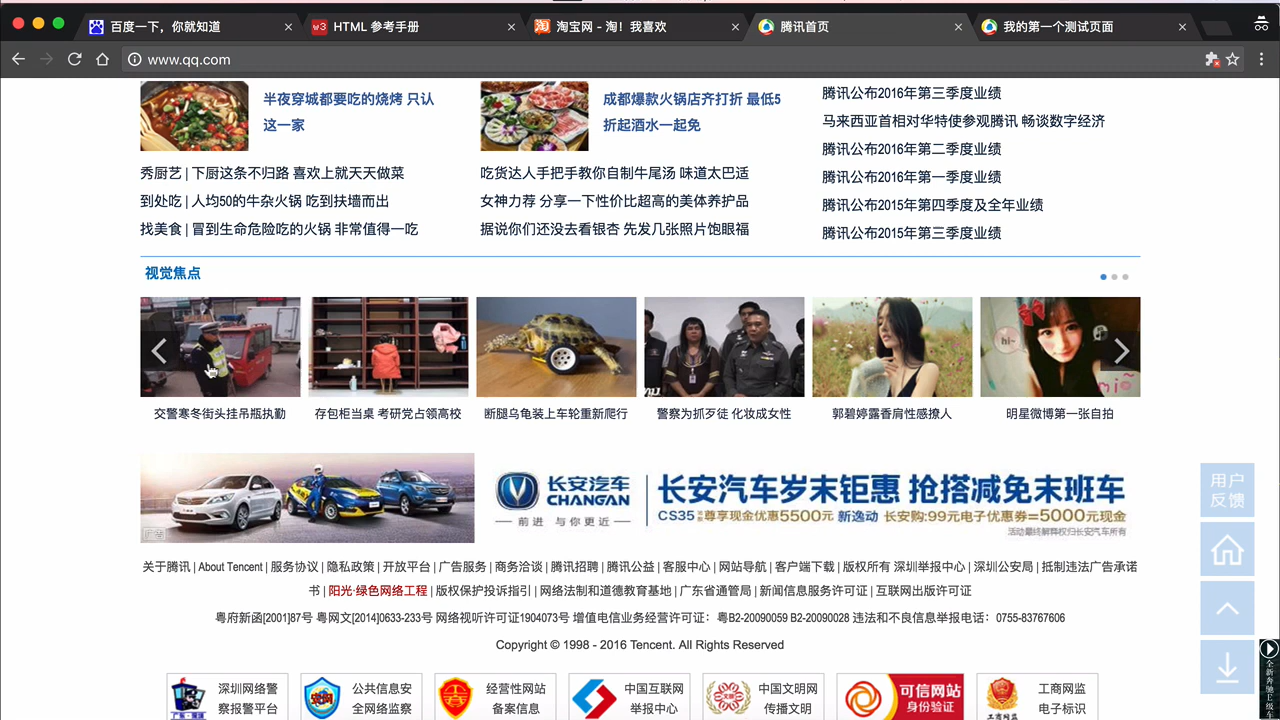 百度一下，你就知道
HTML 参考手册
淘宝网 - 淘！我喜欢
腾讯首页
我的第一个测试页面
www.qq.com
半夜穿城都要吃的烧烤 只认
这一家
秀厨艺 | 下厨这条不归路 喜欢上就天天做菜
到处吃 | 人均50的牛杂火锅 吃到扶墙而出
找美食 | 冒到生命危险吃的火锅 非常值得一吃
成都爆款火锅店齐打折 最低5
折起酒水一起免
吃货达人手把手教你自制牛尾汤 味道太巴适
女神力荐 分享一下性价比超高的美体养护品
据说你们还没去看银杏 先发几张照片饱眼福
腾讯公布2016年第三季度业绩
马来西亚首相对华特使参观腾讯 畅谈数字经济
腾讯公布2016年第二季度业绩
腾讯公布2016年第一季度业绩
腾讯公布2015年第四季度及全年业绩
腾讯公布2015年第三季度业绩
视觉焦点
hi~
mio
交警寒冬街头挂吊瓶执勤
存包柜当桌 考研党占领高校
断腿乌龟装上车轮重新爬行
警察为抓歹徒 化妆成女性
郭碧婷露香肩性感撩人
明星微博第一张自拍
广告
长安汽车
CHANGAN
前进 与你更近
长安汽车岁末钜惠 抢搭减免末班车
CS35 尊享现金优惠5500元 新逸动 长安购:99元电子优惠券=5000元现金
活动最终解释权归长安汽车所有
用户
反馈
关于腾讯 | About Tencent | 服务协议 | 隐私政策 | 开放平台 | 广告服务 | 商务洽谈 | 腾讯招聘 | 腾讯公益 | 客服中心 | 网站导航 | 客户端下载 | 版权所有 深圳举报中心 | 深圳公安局 | 抵制违法广告承诺
书 | 阳光·绿色网络工程 | 版权保护投诉指引 | 网络法制和道德教育基地 | 广东省通管局 | 新闻信息服务许可证 | 互联网出版许可证
粤府新函[2001]87号 粤网文[2014]0633-233号 网络视听许可证1904073号 增值电信业务经营许可证：粤B2-20090059 B2-20090028 违法和不良信息举报电话：0755-83767606
Copyright © 1998 - 2016 Tencent. All Rights Reserved
深圳网络警
察报警平台
公共信息安
全网络监察
经营性网站
备案信息
中国互联网
举报中心
中国文明网
传播文明
可信网站
身份验证
工商网监
电子标识
全新奔驰E级车